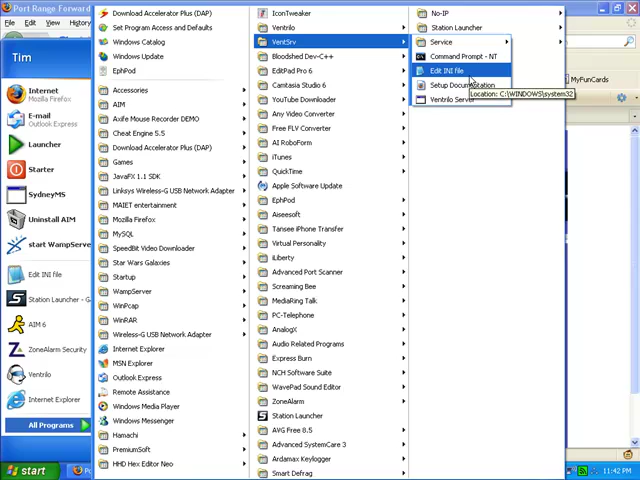 Port Range Forward
File Edit View History
MyFunCards
Tim
Internet
Mozilla Firefox
E-mail
Outlook Express
Launcher
Starter
SydneyMS
Uninstall AIM
start WampServer
Edit INI file
Station Launcher - G
AIM 6
ZoneAlarm Security
Ventrilo
Internet Explorer
All Programs
start
11:42 PM
Download Accelerator Plus (DAP)
Set Program Access and Defaults
Windows Catalog
Windows Update
EphPod
Accessories
AIM
Axife Mouse Recorder DEMO
Cheat Engine 5.5
Download Accelerator Plus (DAP)
Games
JavaFX 1.1 SDK
Linksys Wireless-G USB Network Adapter
MAIET entertainment
Mozilla Firefox
MySQL
SpeedBit Video Downloader
Star Wars Galaxies
Startup
WampServer
WinPcap
WinRAR
Wireless-G USB Network Adapter
Internet Explorer
MSN Explorer
Outlook Express
Remote Assistance
Windows Media Player
Windows Messenger
Hamachi
PremiumSoft
HHD Hex Editor Neo
IconTweaker
Ventrilo
VentSrv
Bloodshed Dev-C++
EditPad Pro 6
Camtasia Studio 6
YouTube Downloader
Any Video Converter
Free FLV Converter
AI RoboForm
iTunes
QuickTime
Apple Software Update
EphPod
Aiseesoft
Tansee iPhone Transfer
Virtual Personality
iLiberty
Advanced Port Scanner
Screaming Bee
MediaRing Talk
PC-Telephone
AnalogX
Audio Related Programs
Express Burn
NCH Software Suite
WavePad Sound Editor
ZoneAlarm
Station Launcher
AVG Free 8.5
Advanced SystemCare 3
Ardamax Keylogger
Smart Defrag
No-IP
Station Launcher
Service
Command Prompt - NT
Edit INI file
Setup Documentation
Ventrilo Server
Location: C:\WINDOWS\system32